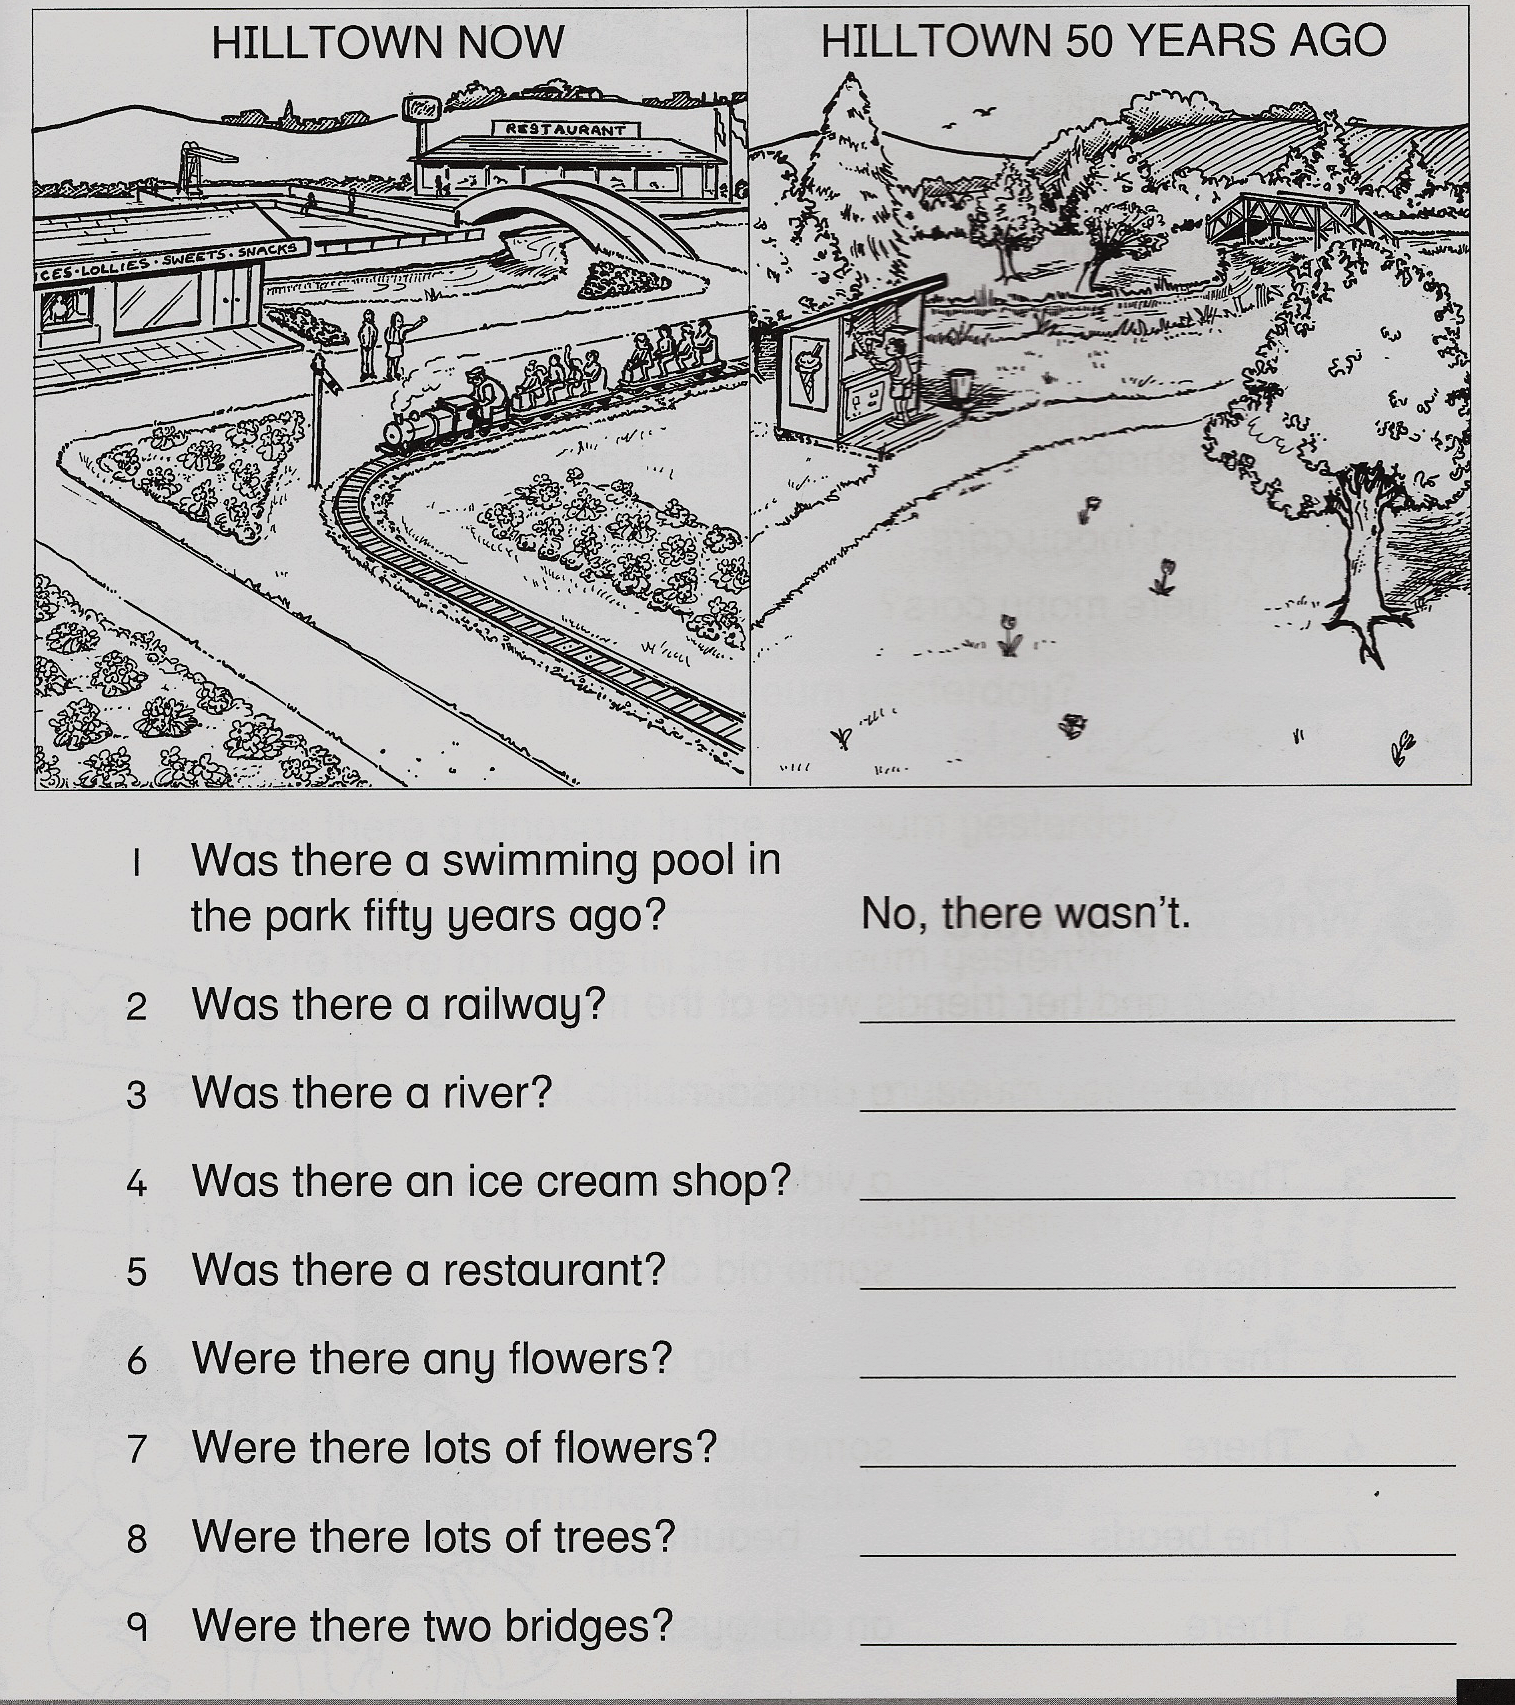 HILLTOWN NOW
HILLTOWN 50 YEARS AGO
RESTAURANT
ICES·LOLLIES·SWEETS·SNACKS
1 Was there a swimming pool in
the park fifty years ago? No, there wasn't.
2 Was there a railway?
3 Was there a river?
4 Was there an ice cream shop?
5 Was there a restaurant?
6 Were there any flowers?
7 Were there lots of flowers?
8 Were there lots of trees?
9 Were there two bridges?